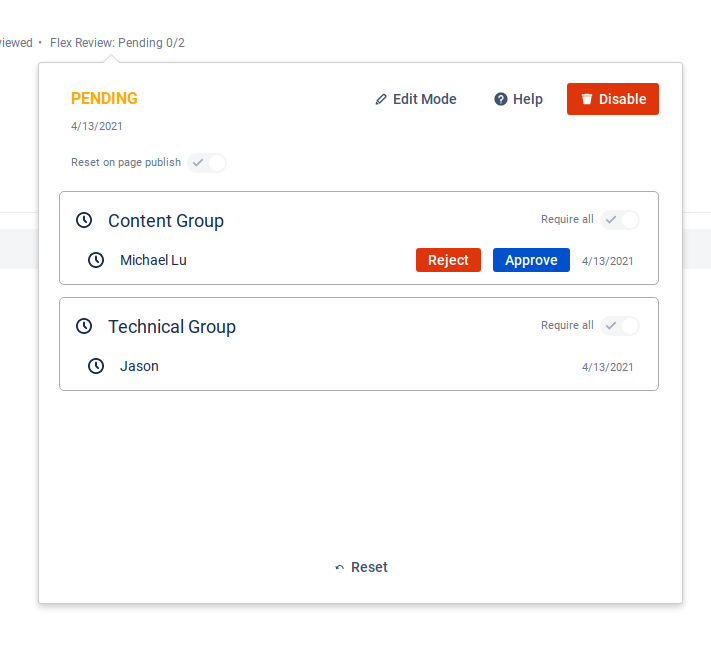 viewed • Flex Review: Pending 0/2
PENDING
Edit Mode
Help
Disable
4/13/2021
Reset on page publish
Content Group
Require all
Michael Lu
Reject
Approve
4/13/2021
Technical Group
Require all
Jason
4/13/2021
Reset